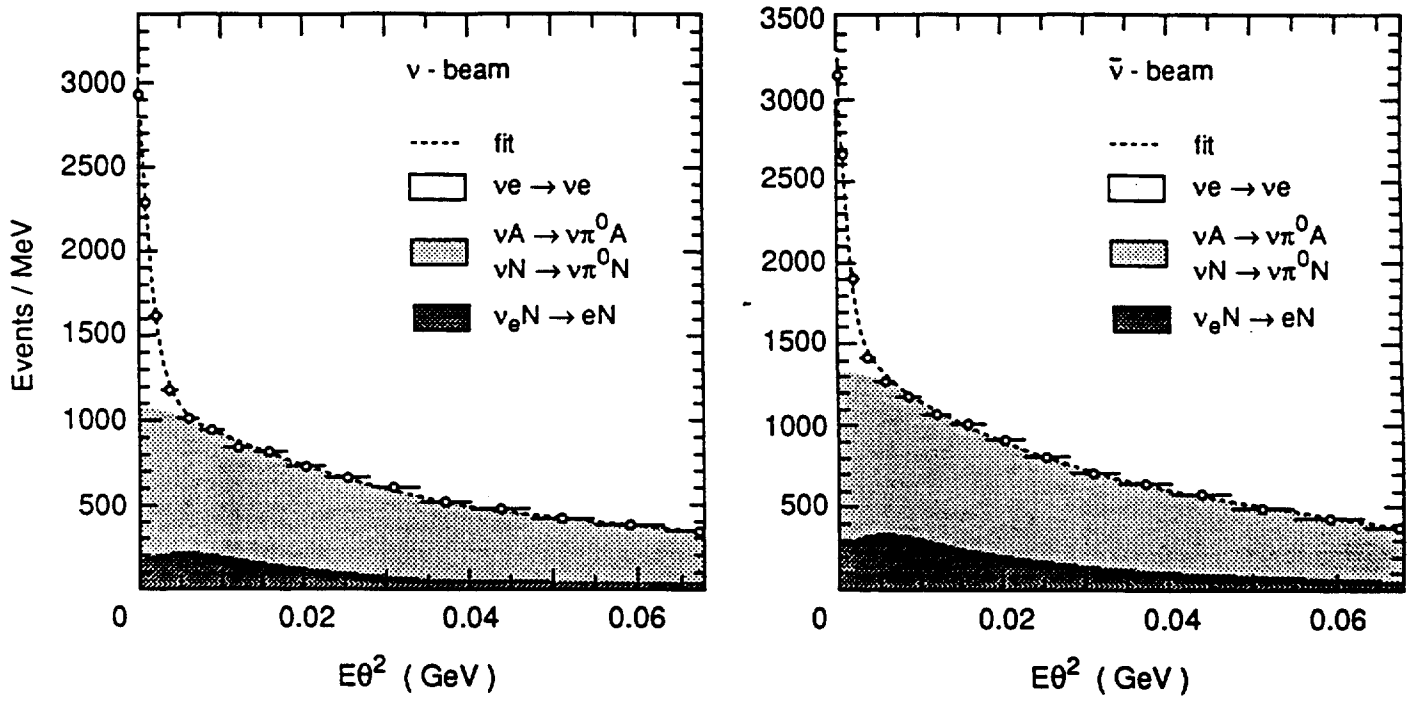 ν - beam
fit
νe → νe
νA → νπ⁰A
νN → νπ⁰N
νₑN → eN
Events / MeV
3000
2500
2000
1500
1000
500
0
0.02
0.04
0.06
Eθ² ( GeV )
ν̄ - beam
fit
νe → νe
νA → νπ⁰A
νN → νπ⁰N
νₑN → eN
3500
3000
2500
2000
1500
1000
500
0
0.02
0.04
0.06
Eθ² ( GeV )